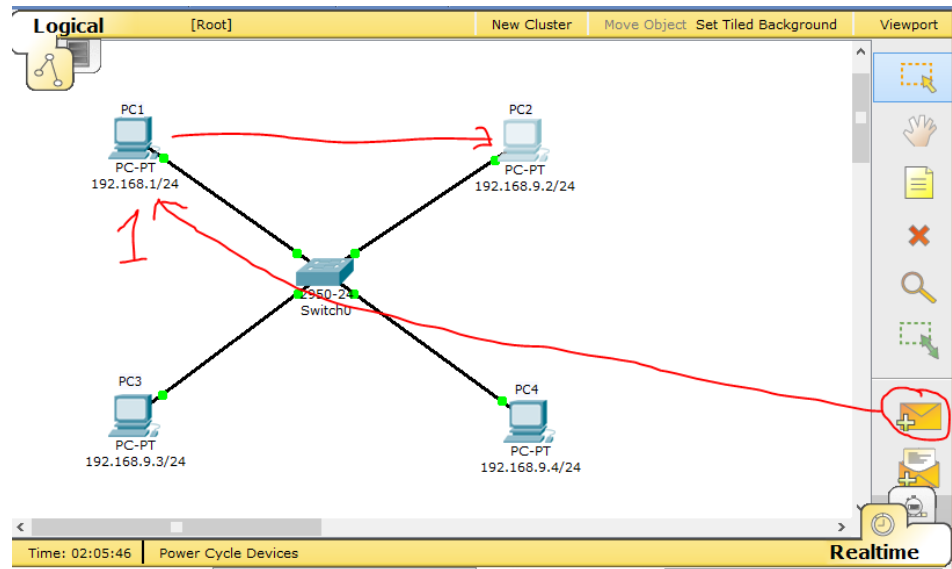 Logical [Root] New Cluster Move Object Set Tiled Background Viewport
PC1
PC-PT
192.168.1/24
1
PC2
PC-PT
192.168.9.2/24
2950-24
Switch0
PC3
PC-PT
192.168.9.3/24
PC4
PC-PT
192.168.9.4/24
Time: 02:05:46 Power Cycle Devices Realtime